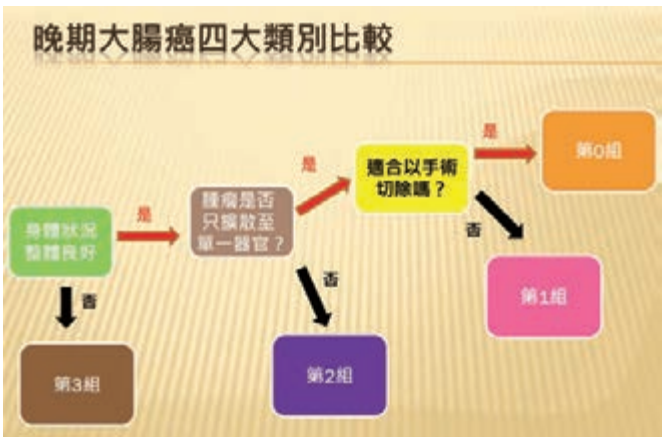 晚期大腸癌四大類別比較
身體狀況
整體良好
是
否
第3組
腫瘤是否
只擴散至
單一器官？
是
否
第2組
適合以手術
切除嗎？
是
否
第0組
第1組